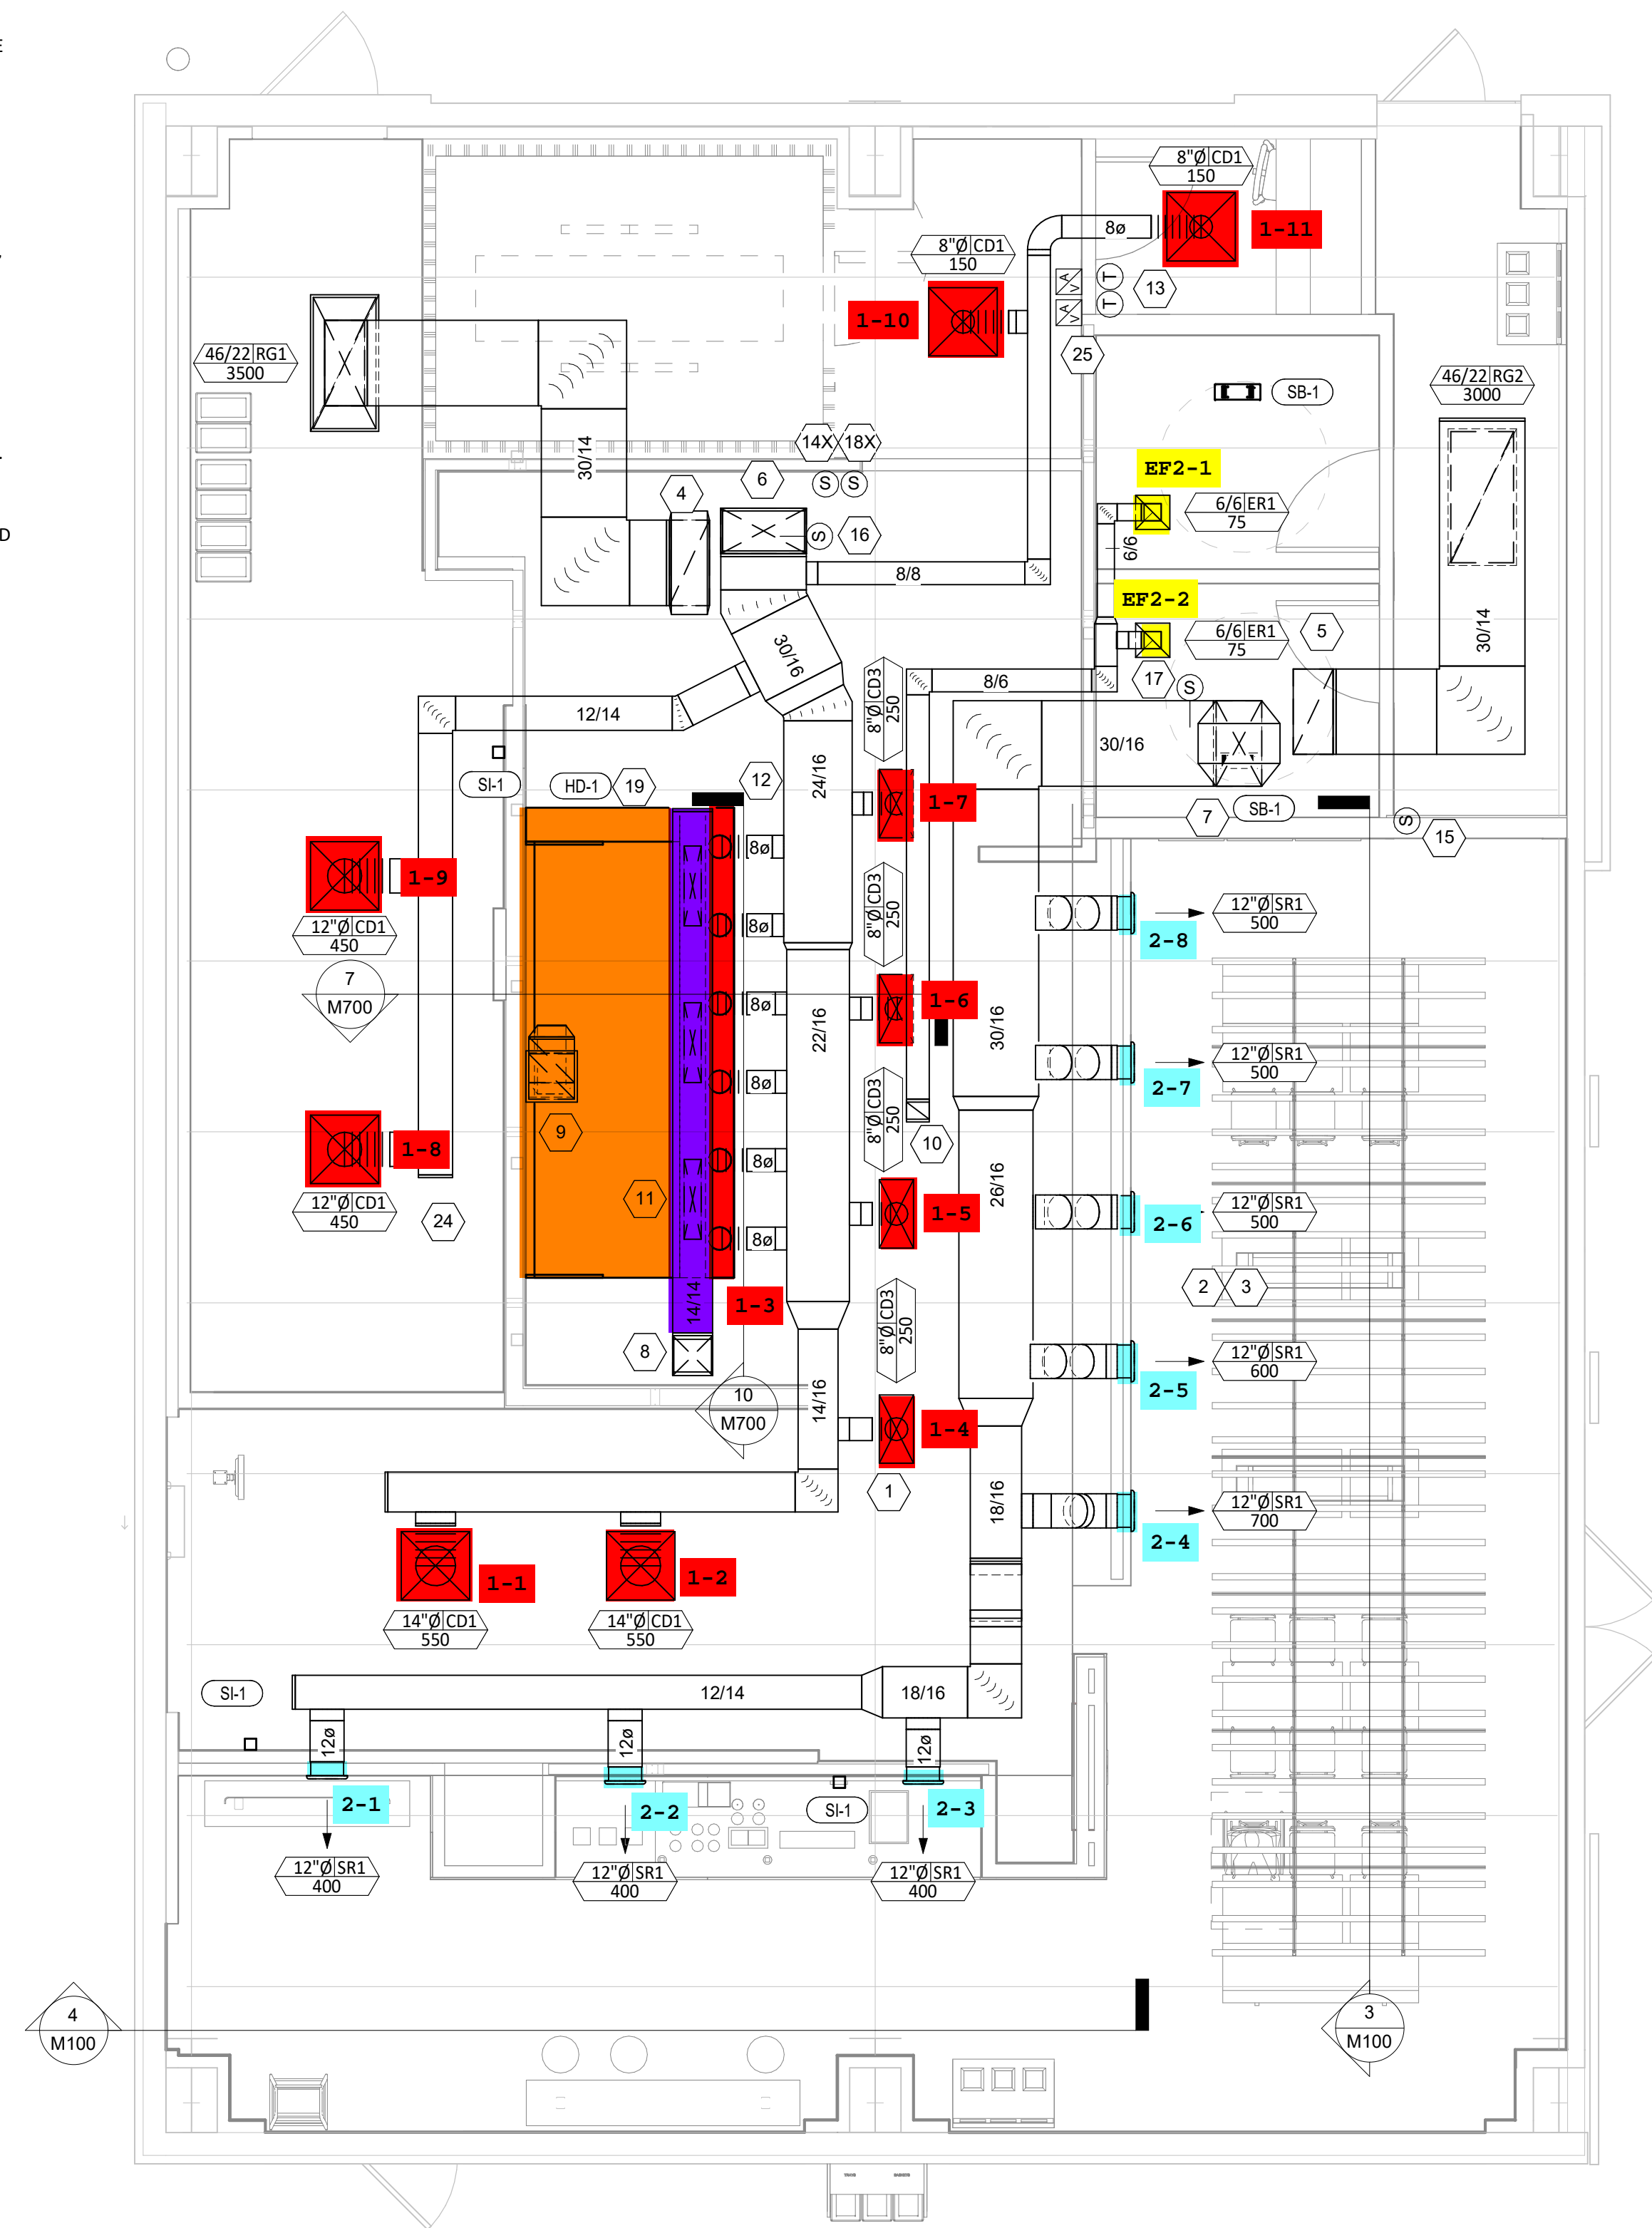 E
D
8"Ø CD1
150
1-11
8ø
8"Ø CD1
150
1-10
A
V
T
A
V
T
13
25
46/22 RG1
3500
46/22 RG2
3000
SB-1
30/14
14X
18X
S
S
6
4
S
16
EF2-1
6/6 ER1
75
6/6
8/8
EF2-2
6/6 ER1
75
5
30/14
30/16
17
S
8/6
8"Ø CD3
250
12/14
30/16
24/16
SI-1
HD-1
19
12
1-7
7
SB-1
S
15
8ø
1-9
12"Ø CD1
450
8"Ø CD3
250
8ø
12"Ø SR1
500
2-8
7
M700
8ø
22/16
1-6
30/16
12"Ø SR1
500
2-7
8ø
8"Ø CD3
250
9
10
1-8
8ø
12"Ø CD1
450
24
11
8ø
1-5
26/16
12"Ø SR1
500
2-6
2
3
14/14
1-3
8"Ø CD3
250
8
12"Ø SR1
600
2-5
10
M700
14/16
1-4
1
18/16
12"Ø SR1
700
2-4
1-1
1-2
14"Ø CD1
550
14"Ø CD1
550
SI-1
12/14
18/16
12ø
12ø
12ø
2-1
2-2
SI-1
2-3
12"Ø SR1
400
12"Ø SR1
400
12"Ø SR1
400
4
M100
3
M100